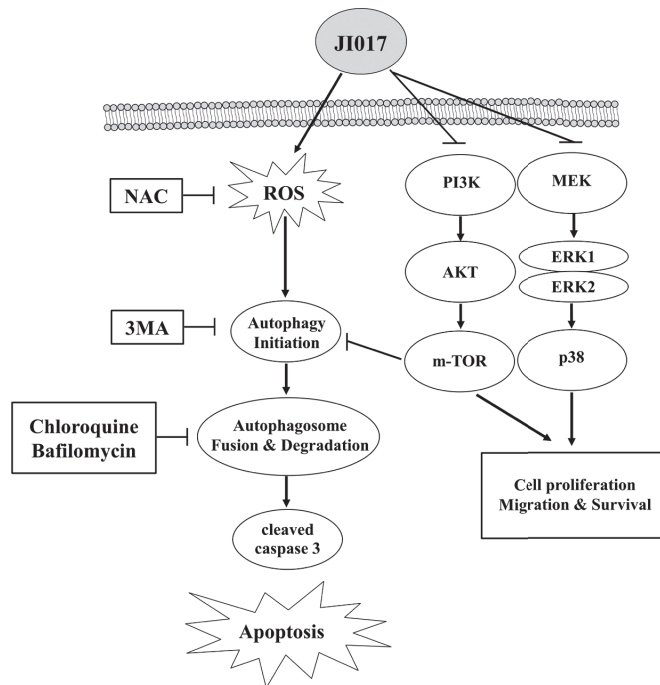 JI017
NAC
ROS
PI3K
MEK
AKT
ERK1
ERK2
3MA
Autophagy
Initiation
m-TOR
p38
Chloroquine
Bafilomycin
Autophagosome
Fusion & Degradation
Cell proliferation
Migration & Survival
cleaved
caspase 3
Apoptosis